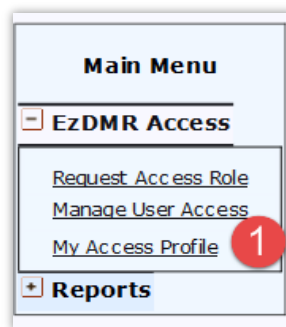 Main Menu
EzDMR Access
Request Access Role
Manage User Access
My Access Profile 1
Reports